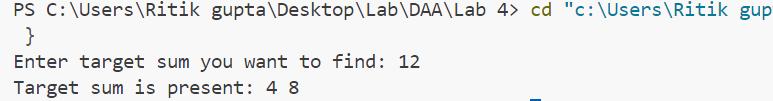 PS C:\Users\Ritik gupta\Desktop\Lab\DAA\Lab 4> cd "c:\Users\Ritik gup
}
Enter target sum you want to find: 12
Target sum is present: 4 8